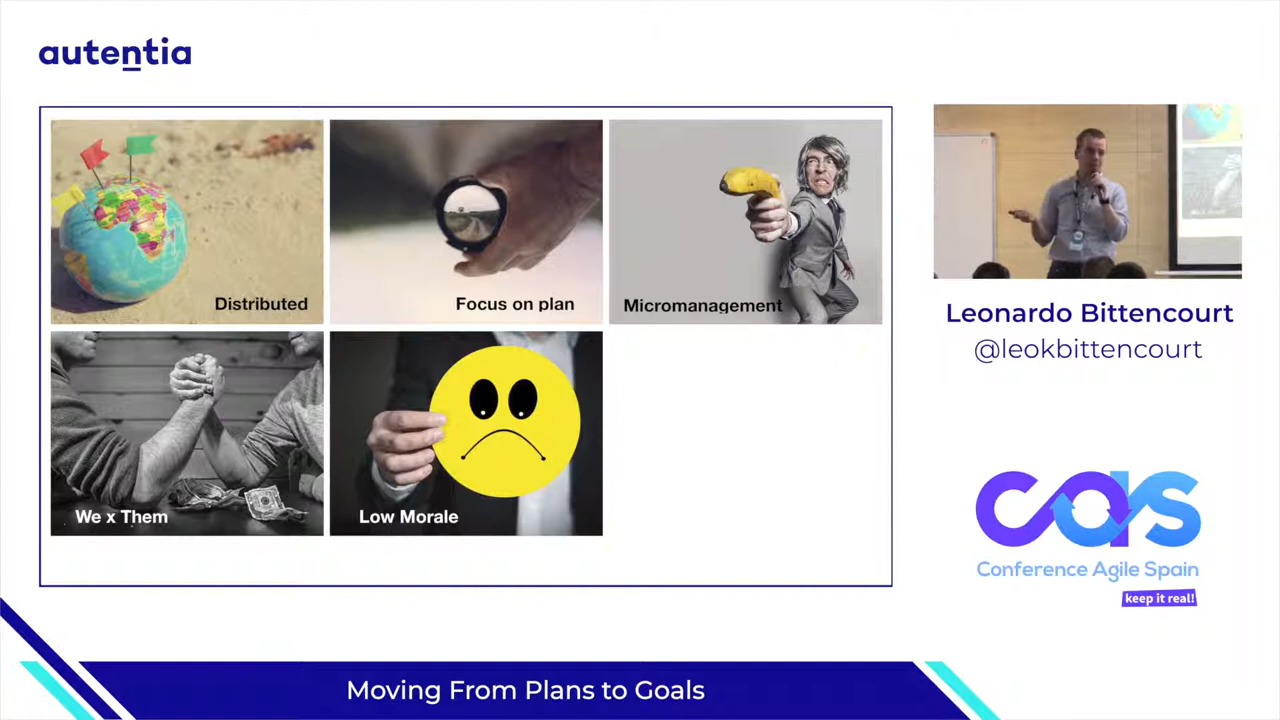 autentia
Distributed
Focus on plan
Micromanagement
We x Them
Low Morale
Leonardo Bittencourt
@leokbittencourt
cas
Conference Agile Spain
keep it real!
Moving From Plans to Goals